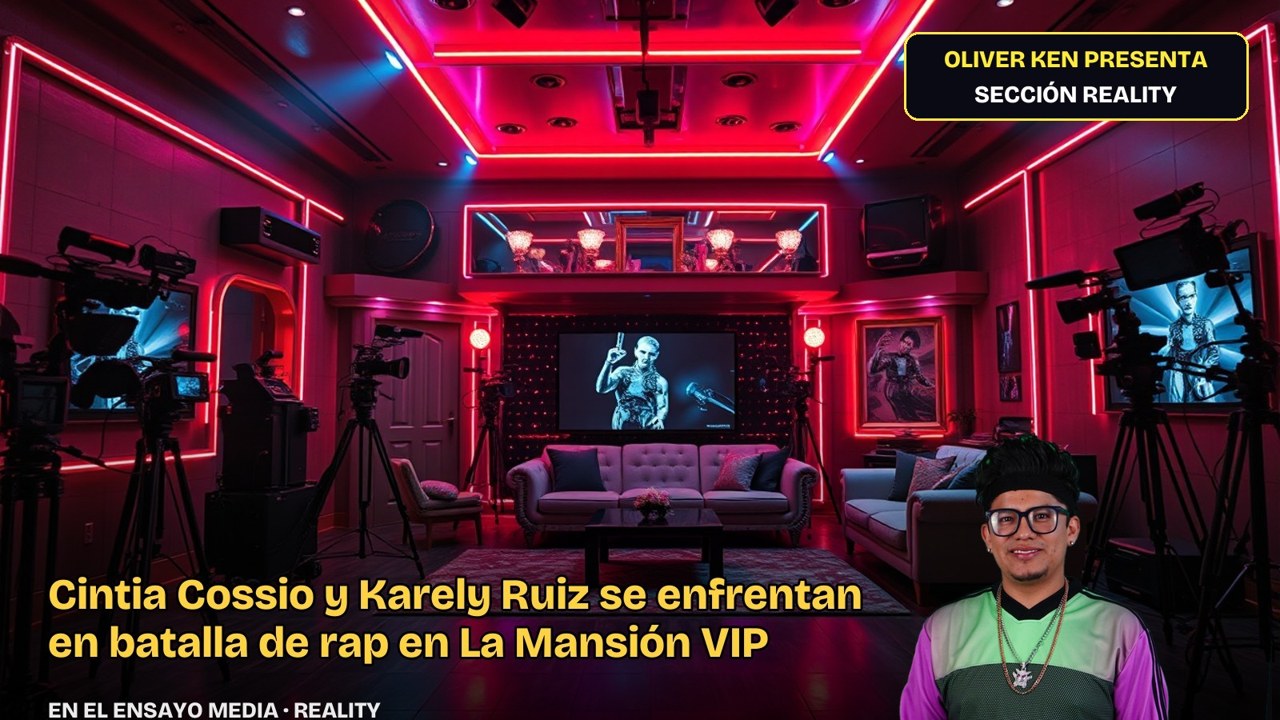 OLIVER KEN PRESENTA
SECCIÓN REALITY
Cintia Cossio y Karely Ruiz se enfrentan
en batalla de rap en La Mansión VIP
EN EL ENSAYO MEDIA · REALITY